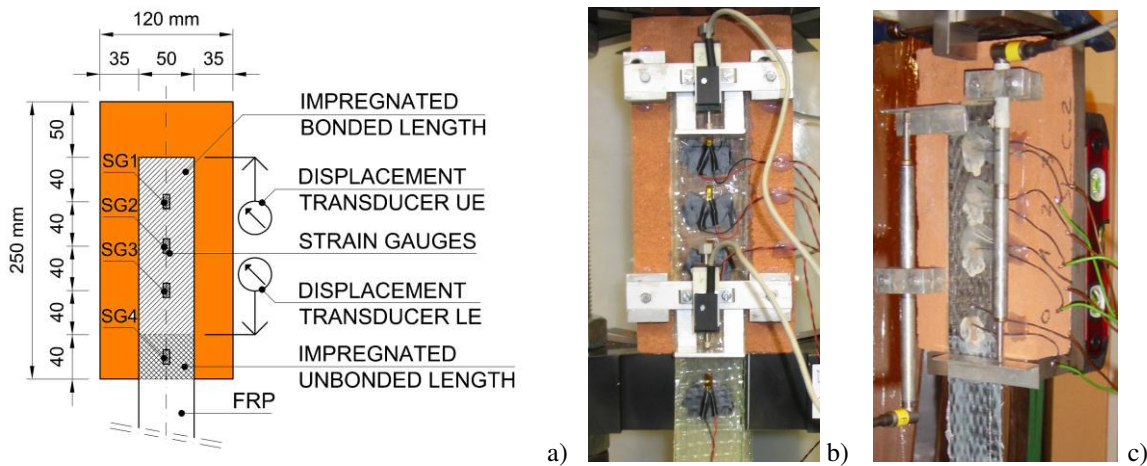 120 mm
35 50 35
250 mm
50
40
40
40
40
40
SG1
SG2
SG3
SG4
IMPREGNATED
BONDED LENGTH
DISPLACEMENT
TRANSDUCER UE
STRAIN GAUGES
DISPLACEMENT
TRANSDUCER LE
IMPREGNATED
UNBONDED LENGTH
FRP
a)
b)
c)